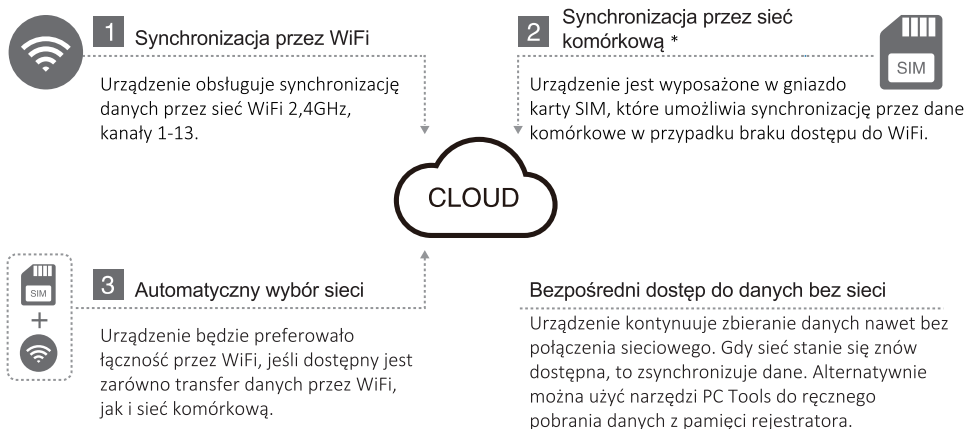 1 Synchronizacja przez WiFi
Urządzenie obsługuje synchronizację
danych przez sieć WiFi 2,4GHz,
kanały 1-13.
2 Synchronizacja przez sieć
komórkową *
SIM
Urządzenie jest wyposażone w gniazdo
karty SIM, które umożliwia synchronizację przez dane
komórkowe w przypadku braku dostępu do WiFi.
CLOUD
SIM
+
3 Automatyczny wybór sieci
Urządzenie będzie preferowało
łączność przez WiFi, jeśli dostępny jest
zarówno transfer danych przez WiFi,
jak i sieć komórkową.
Bezpośredni dostęp do danych bez sieci
Urządzenie kontynuuje zbieranie danych nawet bez
połączenia sieciowego. Gdy sieć stanie się znów
dostępna, to zsynchronizuje dane. Alternatywnie
można użyć narzędzi PC Tools do ręcznego
pobrania danych z pamięci rejestratora.